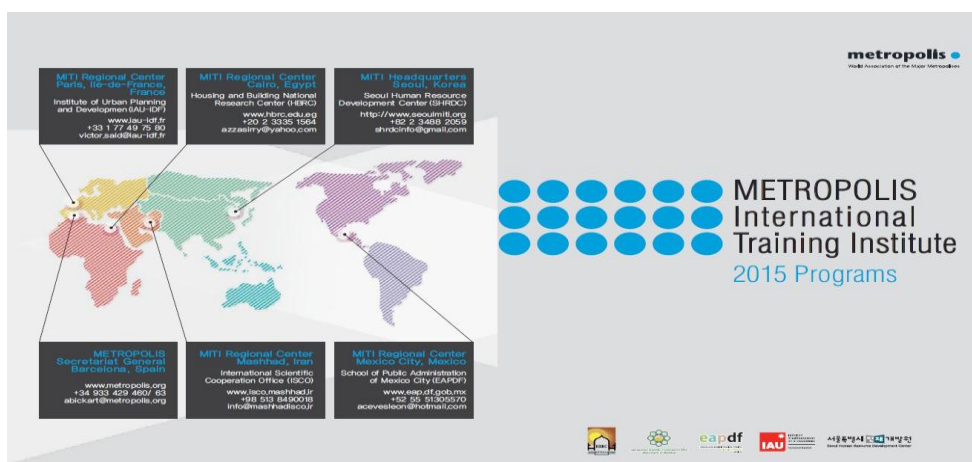 MITI Regional Center
Paris, Ile-de-France,
France
Institute of Urban Planning
and Developmen(IAU-IDF)
www.iau-idf.fr
+33 1 77 49 75 80
victor.said@iau-idf.fr
MITI Regional Center
Cairo, Egypt
Housing and Building National
Research Center (HBRC)
www.hbrc.edu.eg
+20 2 3335 1564
azzasirry@yahoo.com
MITI Headquarters
Seoul, Korea
Seoul Human Resource
Development Center(SHRDC)
http://www.seoulmiti.org
+82 2 3488 2059
shrdcinfo@gmail.com
METROPOLIS
Secretariat General
Barcelona, Spain
www.metropolis.org
+34 933 429 460/ 63
abickart@metropolis.org
MITI Regional Center
Mashhad, Iran
International Scientific
Cooperation Office (ISCO)
www.isco.mashhad.ir
+98 513 8490018
info@mashhadisco.ir
MITI Regional Center
Mexico City, Mexico
School of Public Administration
of Mexico City(EAPDF)
www.eap.df.gob.mx
+52 55 51305570
acevesleon@hotmail.com
metropolis
World Association of the Major Metropolises
METROPOLIS
International
Training Institute
2015 Programs
HBRC
eapdf
IAU
서울특별시 인재개발원
Seoul Human Resource Development Center